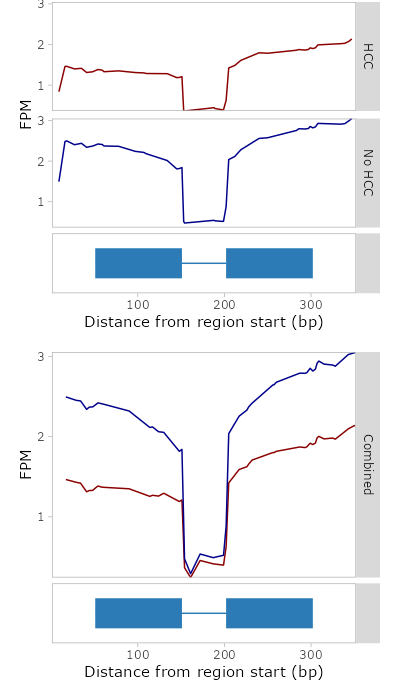 3
2
1
HCC
FPM
3
2
1
No HCC
100 200 300
Distance from region start (bp)
3
2
1
FPM
Combined
100 200 300
Distance from region start (bp)